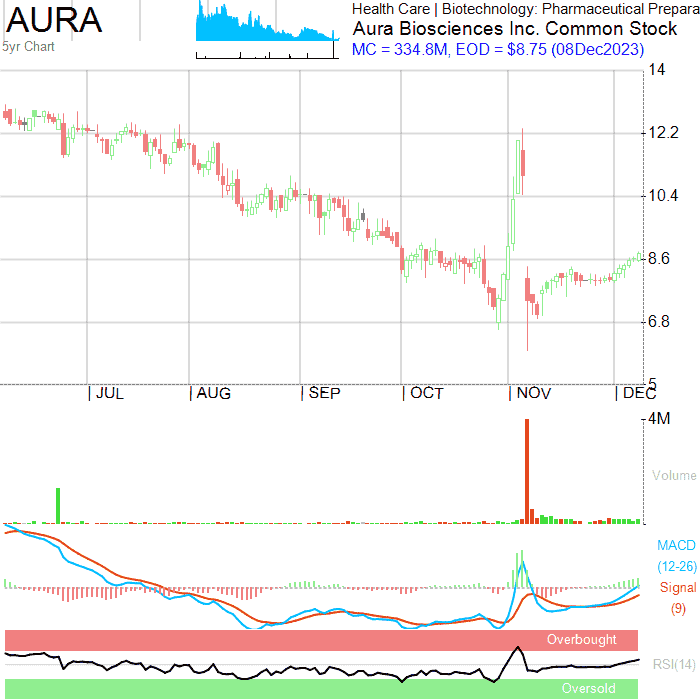 AURA
5yr Chart
Health Care | Biotechnology: Pharmaceutical Prepara
Aura Biosciences Inc. Common Stock
MC = 334.8M, EOD = $8.75 (08Dec2023)
14
12.2
10.4
8.6
6.8
5
JUL AUG SEP OCT NOV DEC
4M
Volume
MACD
(12-26)
Signal
(9)
Overbought
RSI(14)
Oversold